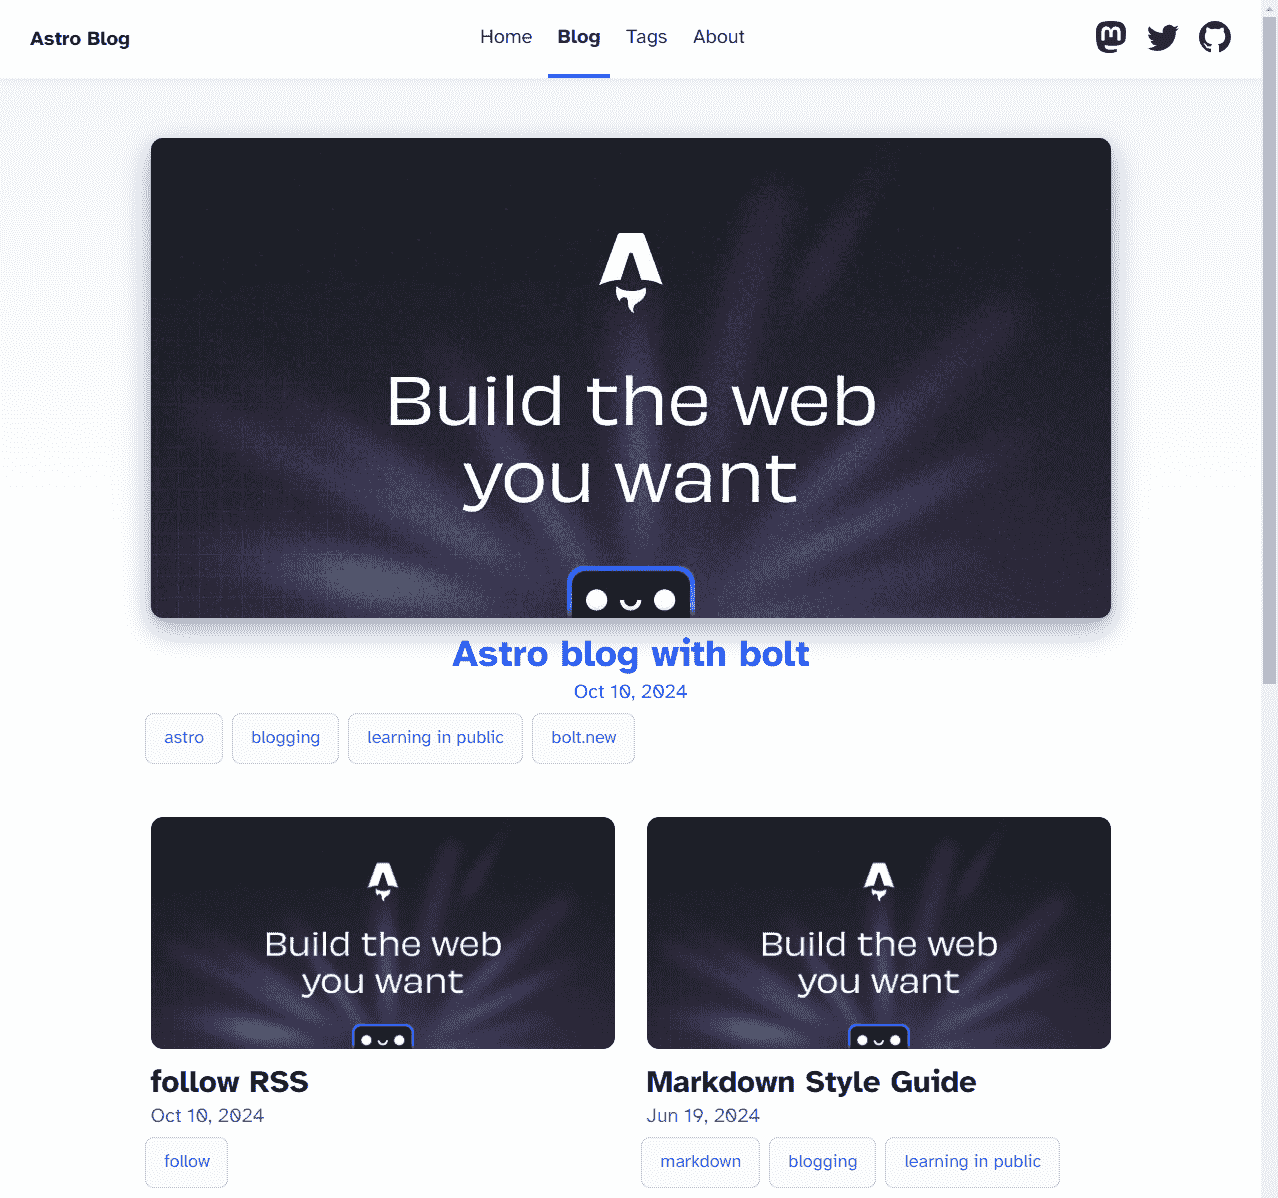 Astro Blog
Home Blog Tags About
Build the web
you want
Astro blog with bolt
Oct 10, 2024
astro blogging learning in public bolt.new
Build the web
you want
follow RSS
Oct 10, 2024
follow
Build the web
you want
Markdown Style Guide
Jun 19, 2024
markdown blogging learning in public